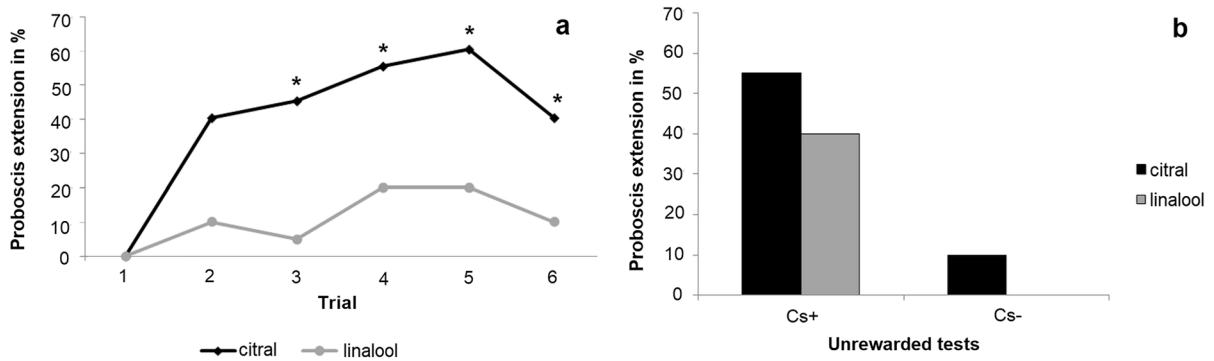 a
Proboscis extension in %
70
60
50
40
30
20
10
0
*
*
*
*
1 2 3 4 5 6
Trial
citral linalool
b
Proboscis extension in %
70
60
50
40
30
20
10
0
Cs+ Cs-
Unrewarded tests
citral
linalool